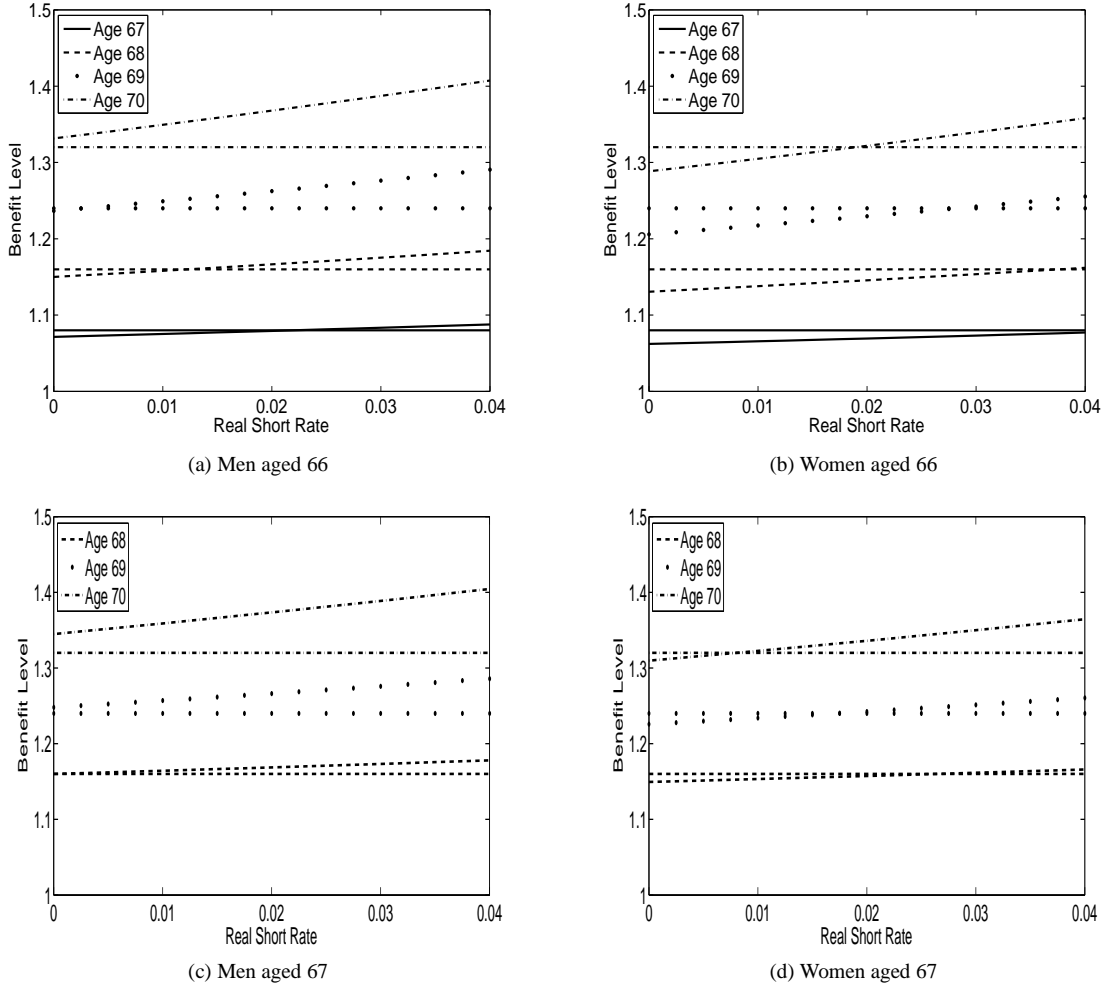 1.5
1.4
1.3
1.2
1.1
1
0
0.01
0.02
0.03
0.04
Benefit Level
Real Short Rate
Age 67
Age 68
Age 69
Age 70
(a) Men aged 66
1.5
1.4
1.3
1.2
1.1
1
0
0.01
0.02
0.03
0.04
Benefit Level
Real Short Rate
Age 67
Age 68
Age 69
Age 70
(b) Women aged 66
1.5
1.4
1.3
1.2
1.1
1
0
0.01
0.02
0.03
0.04
Benefit Level
Real Short Rate
Age 68
Age 69
Age 70
(c) Men aged 67
1.5
1.4
1.3
1.2
1.1
1
0
0.01
0.02
0.03
0.04
Benefit Level
Real Short Rate
Age 68
Age 69
Age 70
(d) Women aged 67